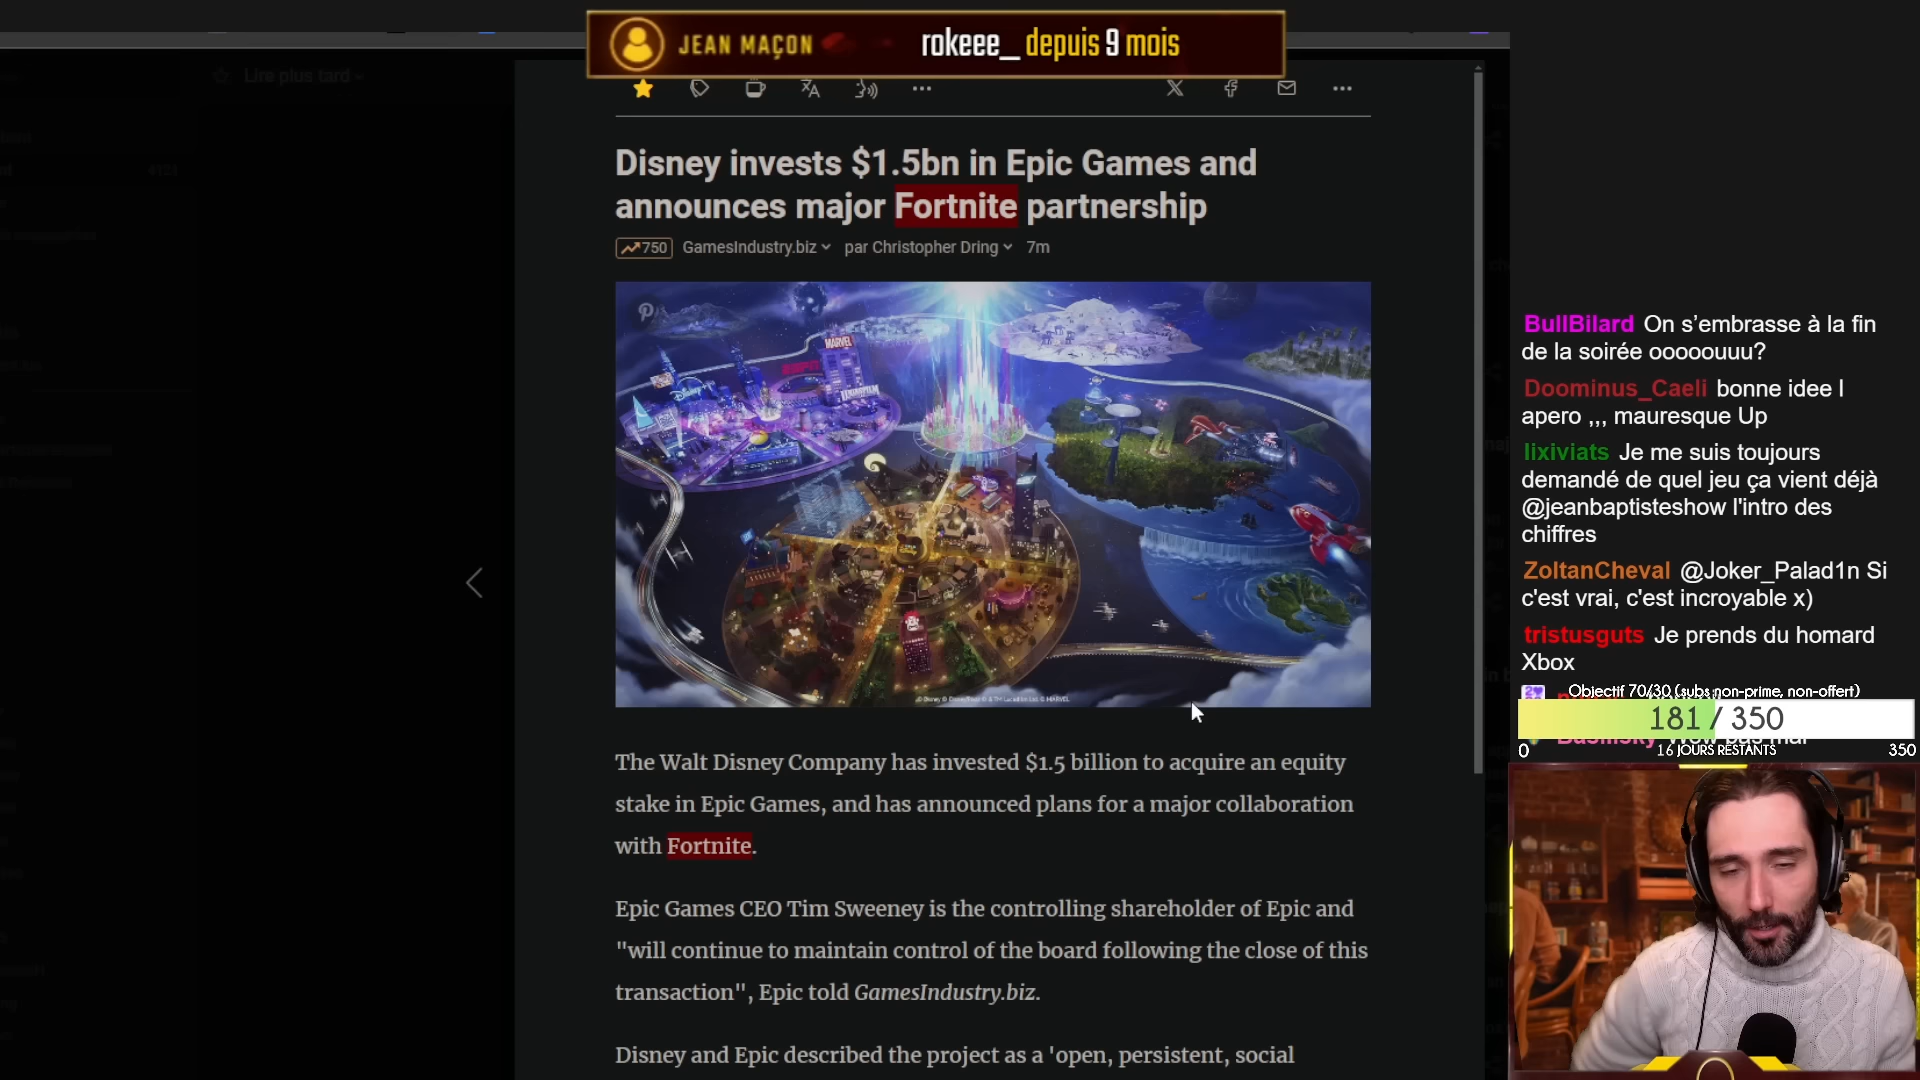 JEAN MAÇON
rokeee_ depuis 9 mois
Lire plus tard
Disney invests $1.5bn in Epic Games and
announces major Fortnite partnership
750 GamesIndustry.biz par Christopher Dring 7m
MARVEL
ESPN
Disney
The Walt Disney Company has invested $1.5 billion to acquire an equity
stake in Epic Games, and has announced plans for a major collaboration
with Fortnite.
Epic Games CEO Tim Sweeney is the controlling shareholder of Epic and
"will continue to maintain control of the board following the close of this
transaction", Epic told GamesIndustry.biz.
Disney and Epic described the project as a 'open, persistent, social
BullBilard On s’embrasse à la fin
de la soirée ooooouuu?
Doominus_Caeli bonne idee l
apero ,,, mauresque Up
lixiviats Je me suis toujours
demandé de quel jeu ça vient déjà
@jeanbaptisteshow l'intro des
chiffres
ZoltanCheval @Joker_Palad1n Si
c'est vrai, c'est incroyable x)
tristusguts Je prends du homard
Xbox
Objectif 70/30 (subs non-prime, non-offert)
181 / 350
0 16 JOURS RESTANTS 350